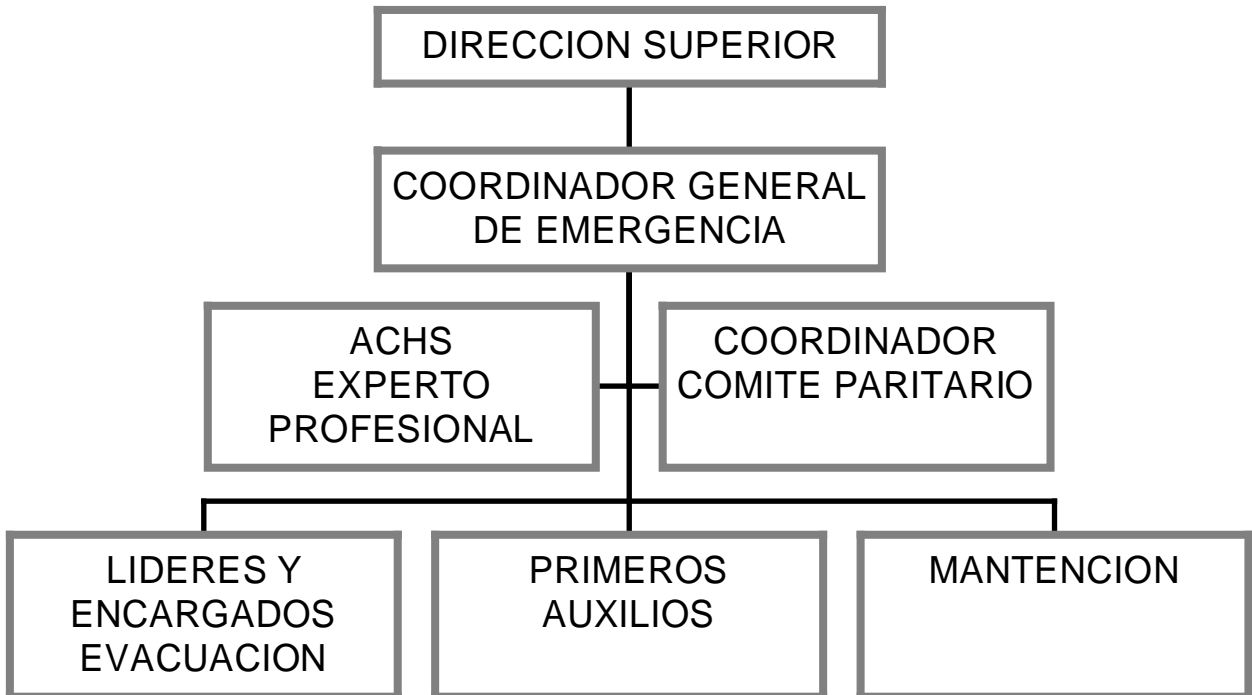 DIRECCION SUPERIOR
COORDINADOR GENERAL
DE EMERGENCIA
ACHS
EXPERTO
PROFESIONAL
COORDINADOR
COMITE PARITARIO
LIDERES Y
ENCARGADOS
EVACUACION
PRIMEROS
AUXILIOS
MANTENCION